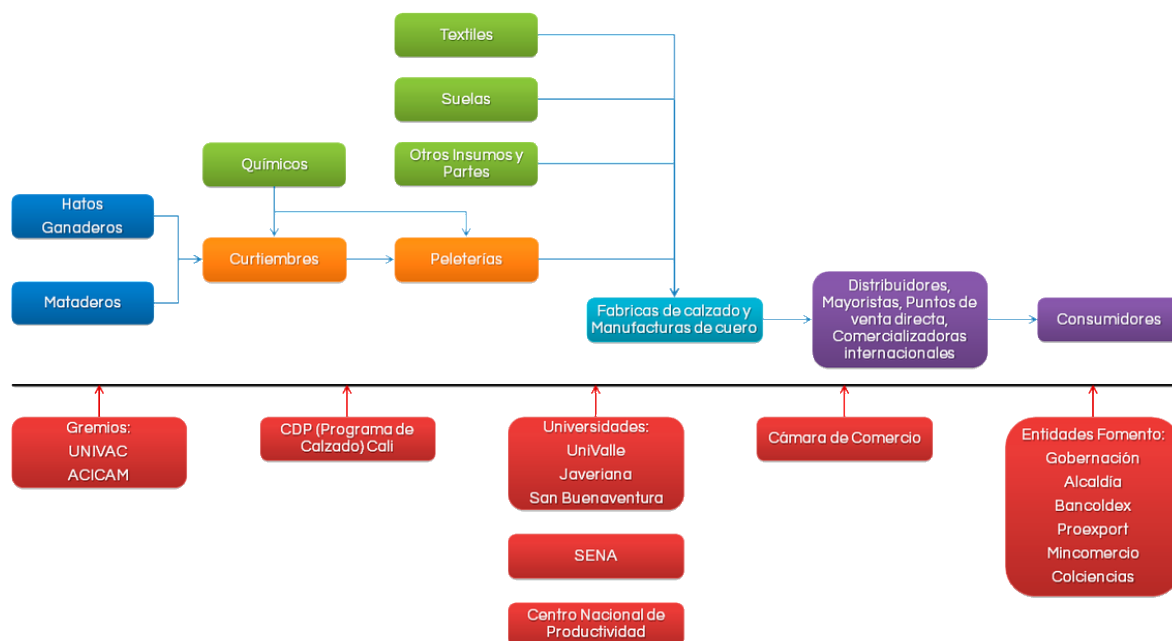 Textiles
Suelas
Otros Insumos y
Partes
Químicos
Hatos
Ganaderos
Mataderos
Curtiembres
Peleterías
Fabricas de calzado y
Manufacturas de cuero
Distribuidores,
Mayoristas, Puntos de
venta directa,
Comercializadoras
internacionales
Consumidores
Gremios:
UNIVAC
ACICAM
CDP (Programa de
Calzado) Cali
Universidades:
UniValle
Javeriana
San Buenaventura
SENA
Centro Nacional de
Productividad
Cámara de Comercio
Entidades Fomento:
Gobernación
Alcaldía
Bancoldex
Proexport
Mincomercio
Colciencias